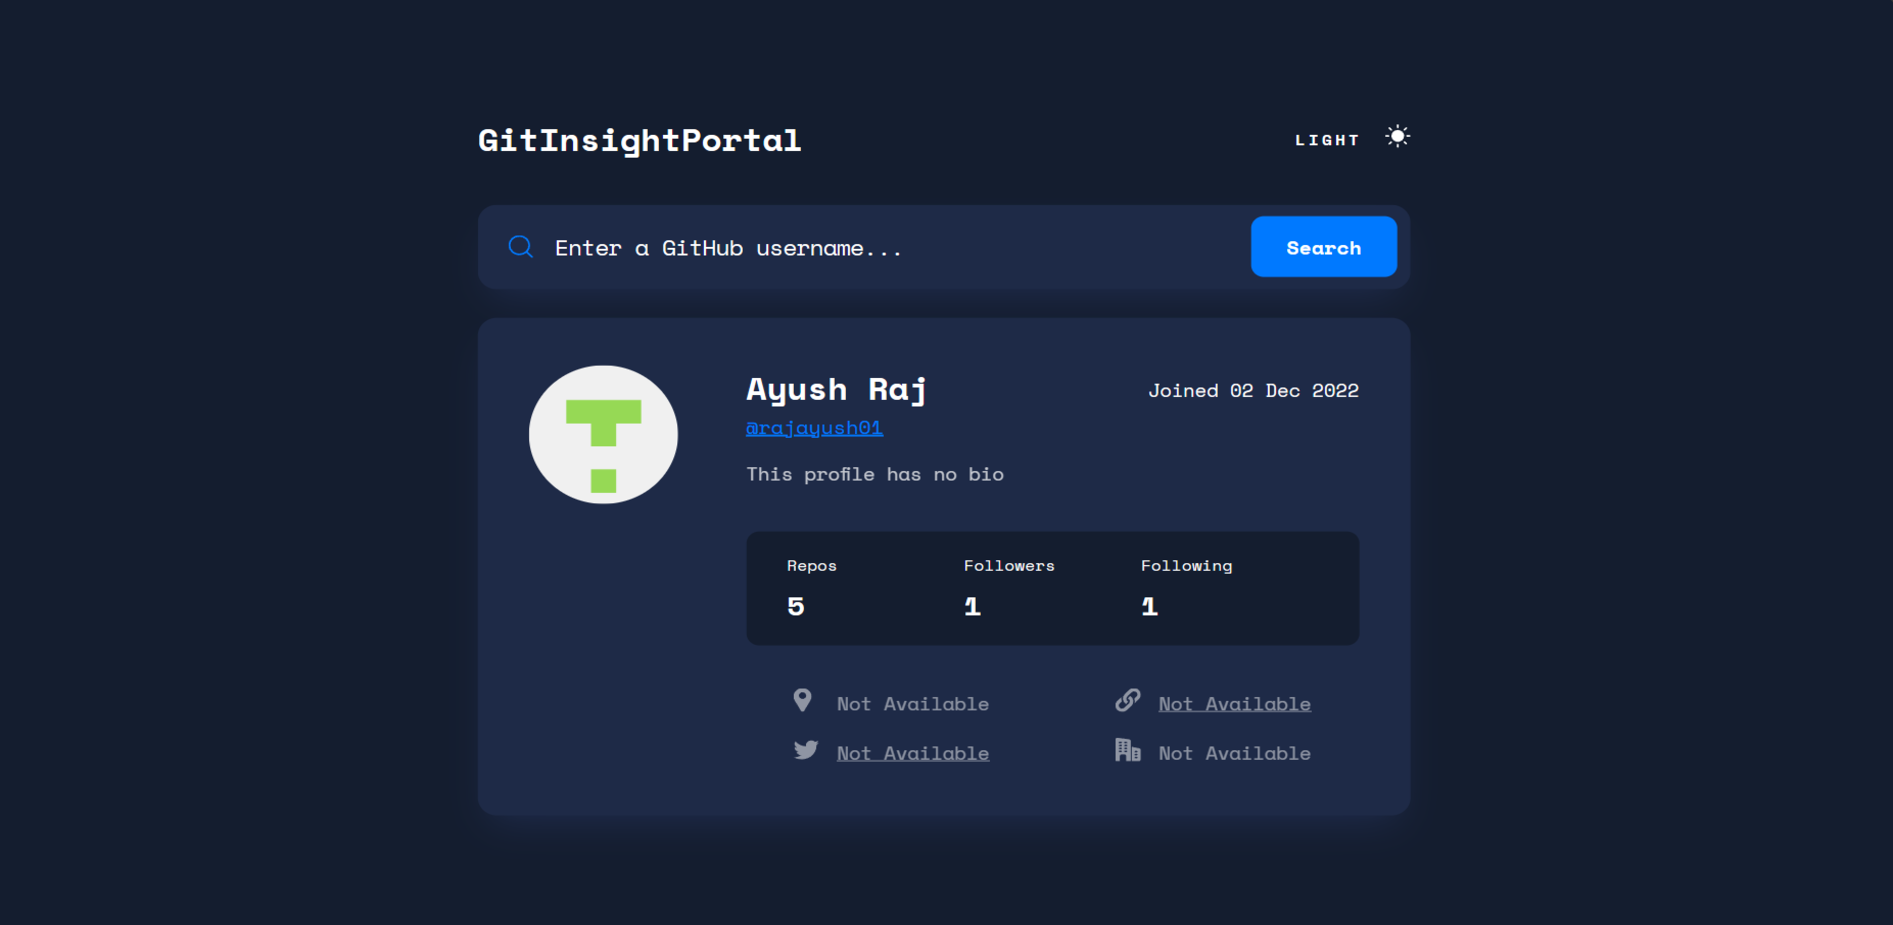 GitInsightPortal
LIGHT
Enter a GitHub username...
Search
Ayush Raj
Joined 02 Dec 2022
@rajayush01
This profile has no bio
Repos Followers Following
5 1 1
Not Available Not Available
Not Available Not Available